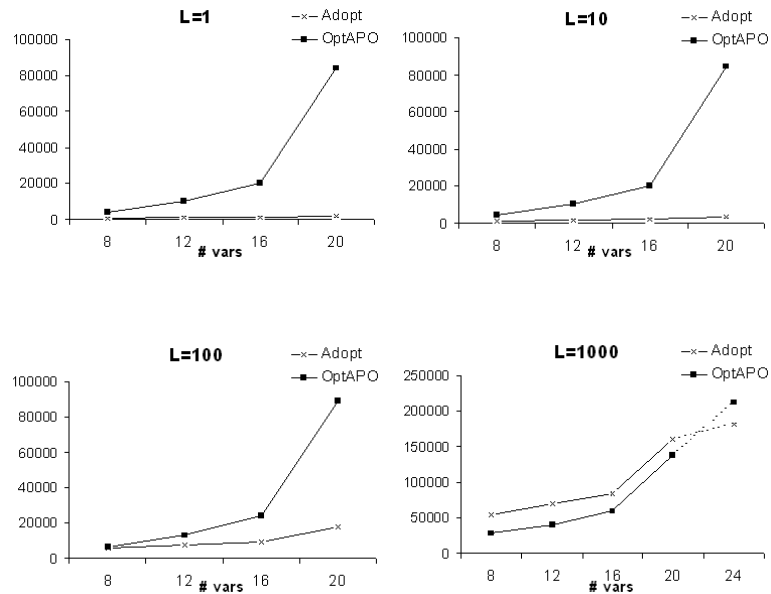 L=1
Adopt
OptAPO
100000
80000
60000
40000
20000
0
8 12 16 20
# vars
L=10
Adopt
OptAPO
100000
80000
60000
40000
20000
0
8 12 16 20
# vars
L=100
Adopt
OptAPO
100000
80000
60000
40000
20000
0
8 12 16 20
# vars
L=1000
Adopt
OptAPO
250000
200000
150000
100000
50000
0
8 12 16 20 24
# vars